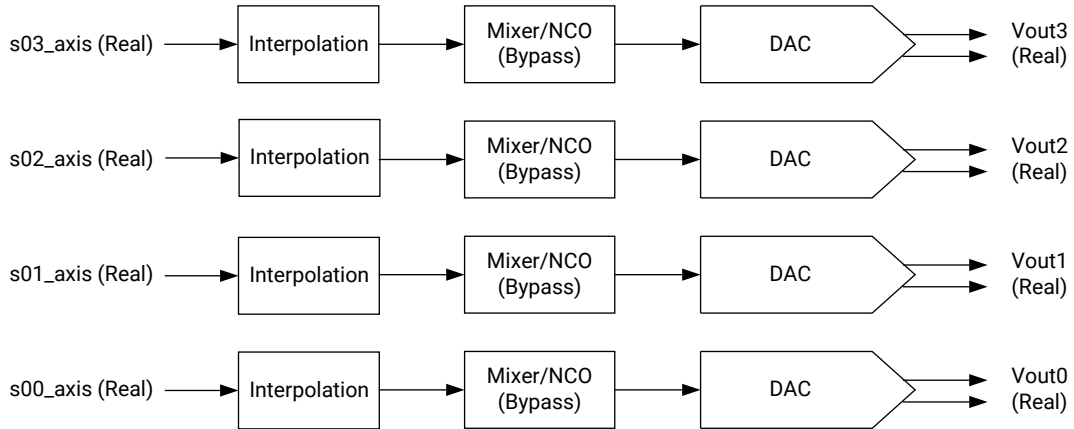 s03_axis (Real)
Interpolation
Mixer/NCO
(Bypass)
DAC
Vout3
(Real)
s02_axis (Real)
Interpolation
Mixer/NCO
(Bypass)
DAC
Vout2
(Real)
s01_axis (Real)
Interpolation
Mixer/NCO
(Bypass)
DAC
Vout1
(Real)
s00_axis (Real)
Interpolation
Mixer/NCO
(Bypass)
DAC
Vout0
(Real)